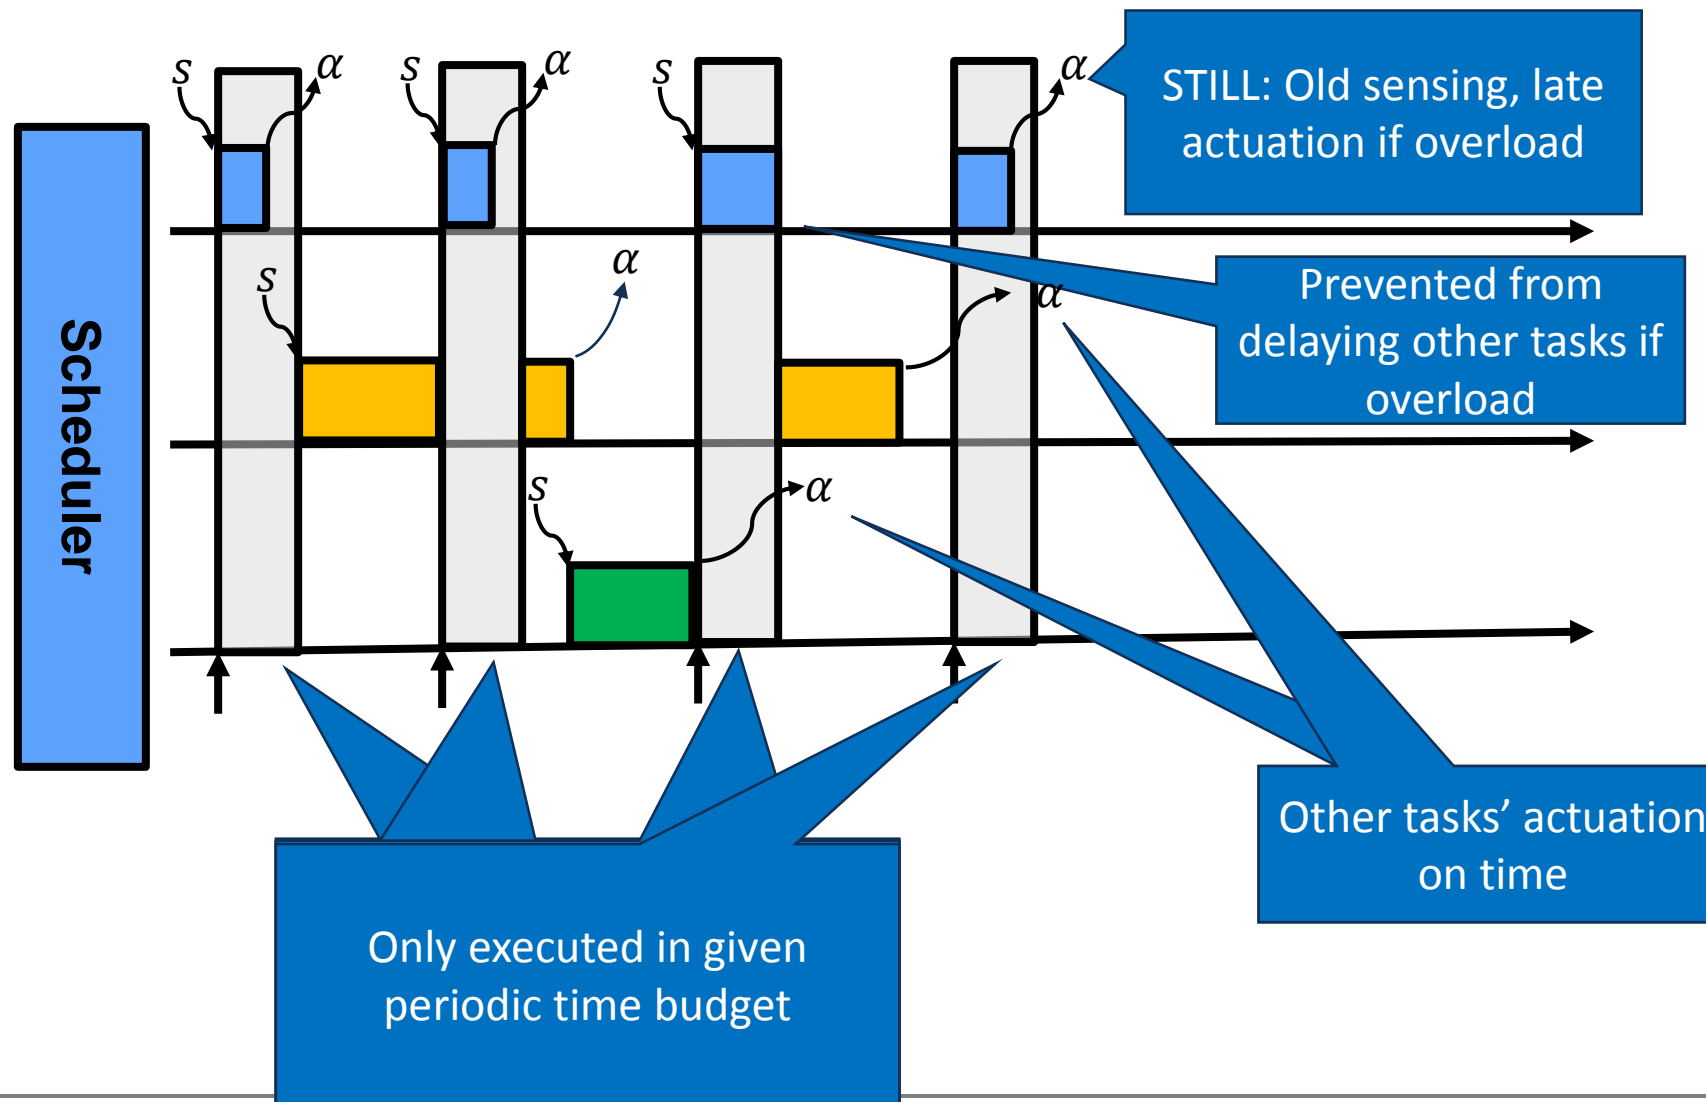 s
α
s
α
s
α
STILL: Old sensing, late
actuation if overload
Scheduler
s
α
α
Prevented from
delaying other tasks if
overload
s
α
Other tasks’ actuation
on time
Only executed in given
periodic time budget